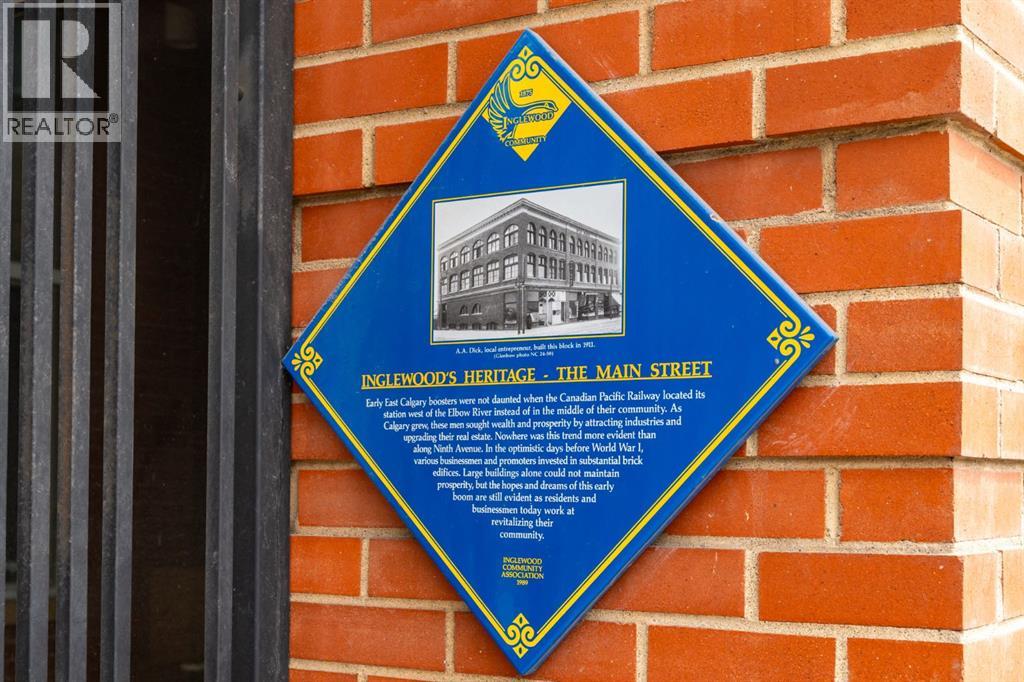 REALTOR®
1875
INGLEWOOD
COMMUNITY
A.A. Dick, local entrepreneur, built this block in 1911.
(Glenbow photo NC 24-58)
INGLEWOOD'S HERITAGE - THE MAIN STREET
Early East Calgary boosters were not daunted when the Canadian Pacific Railway located its
station west of the Elbow River instead of in the middle of their community. As
Calgary grew, these men sought wealth and prosperity by attracting industries and
upgrading their real estate. Nowhere was this trend more evident than
along Ninth Avenue. In the optimistic days before World War I,
various businessmen and promoters invested in substantial brick
edifices. Large buildings alone could not maintain
prosperity, but the hopes and dreams of this early
boom are still evident as residents and
businessmen today work at
revitalizing their
community.
INGLEWOOD
COMMUNITY
ASSOCIATION
1989